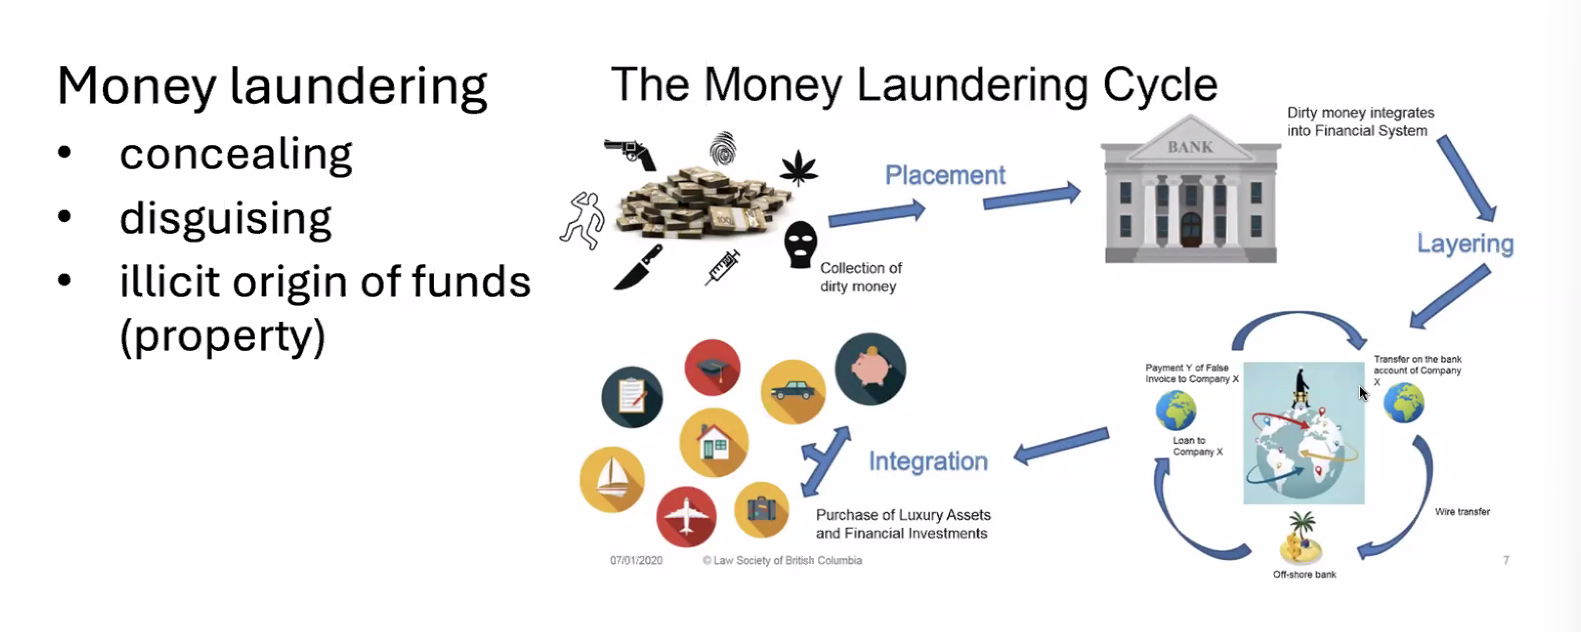 Money laundering
• concealing
• disguising
• illicit origin of funds
(property)
The Money Laundering Cycle
Collection of
dirty money
Placement
BANK
Dirty money integrates
into Financial System
Layering
Transfer on the bank
account of Company
X
Wire transfer
Off-shore bank
Loan to
Company X
Payment Y of False
Invoice to Company X
Integration
Purchase of Luxury Assets
and Financial Investments
07/01/2020
© Law Society of British Columbia
7